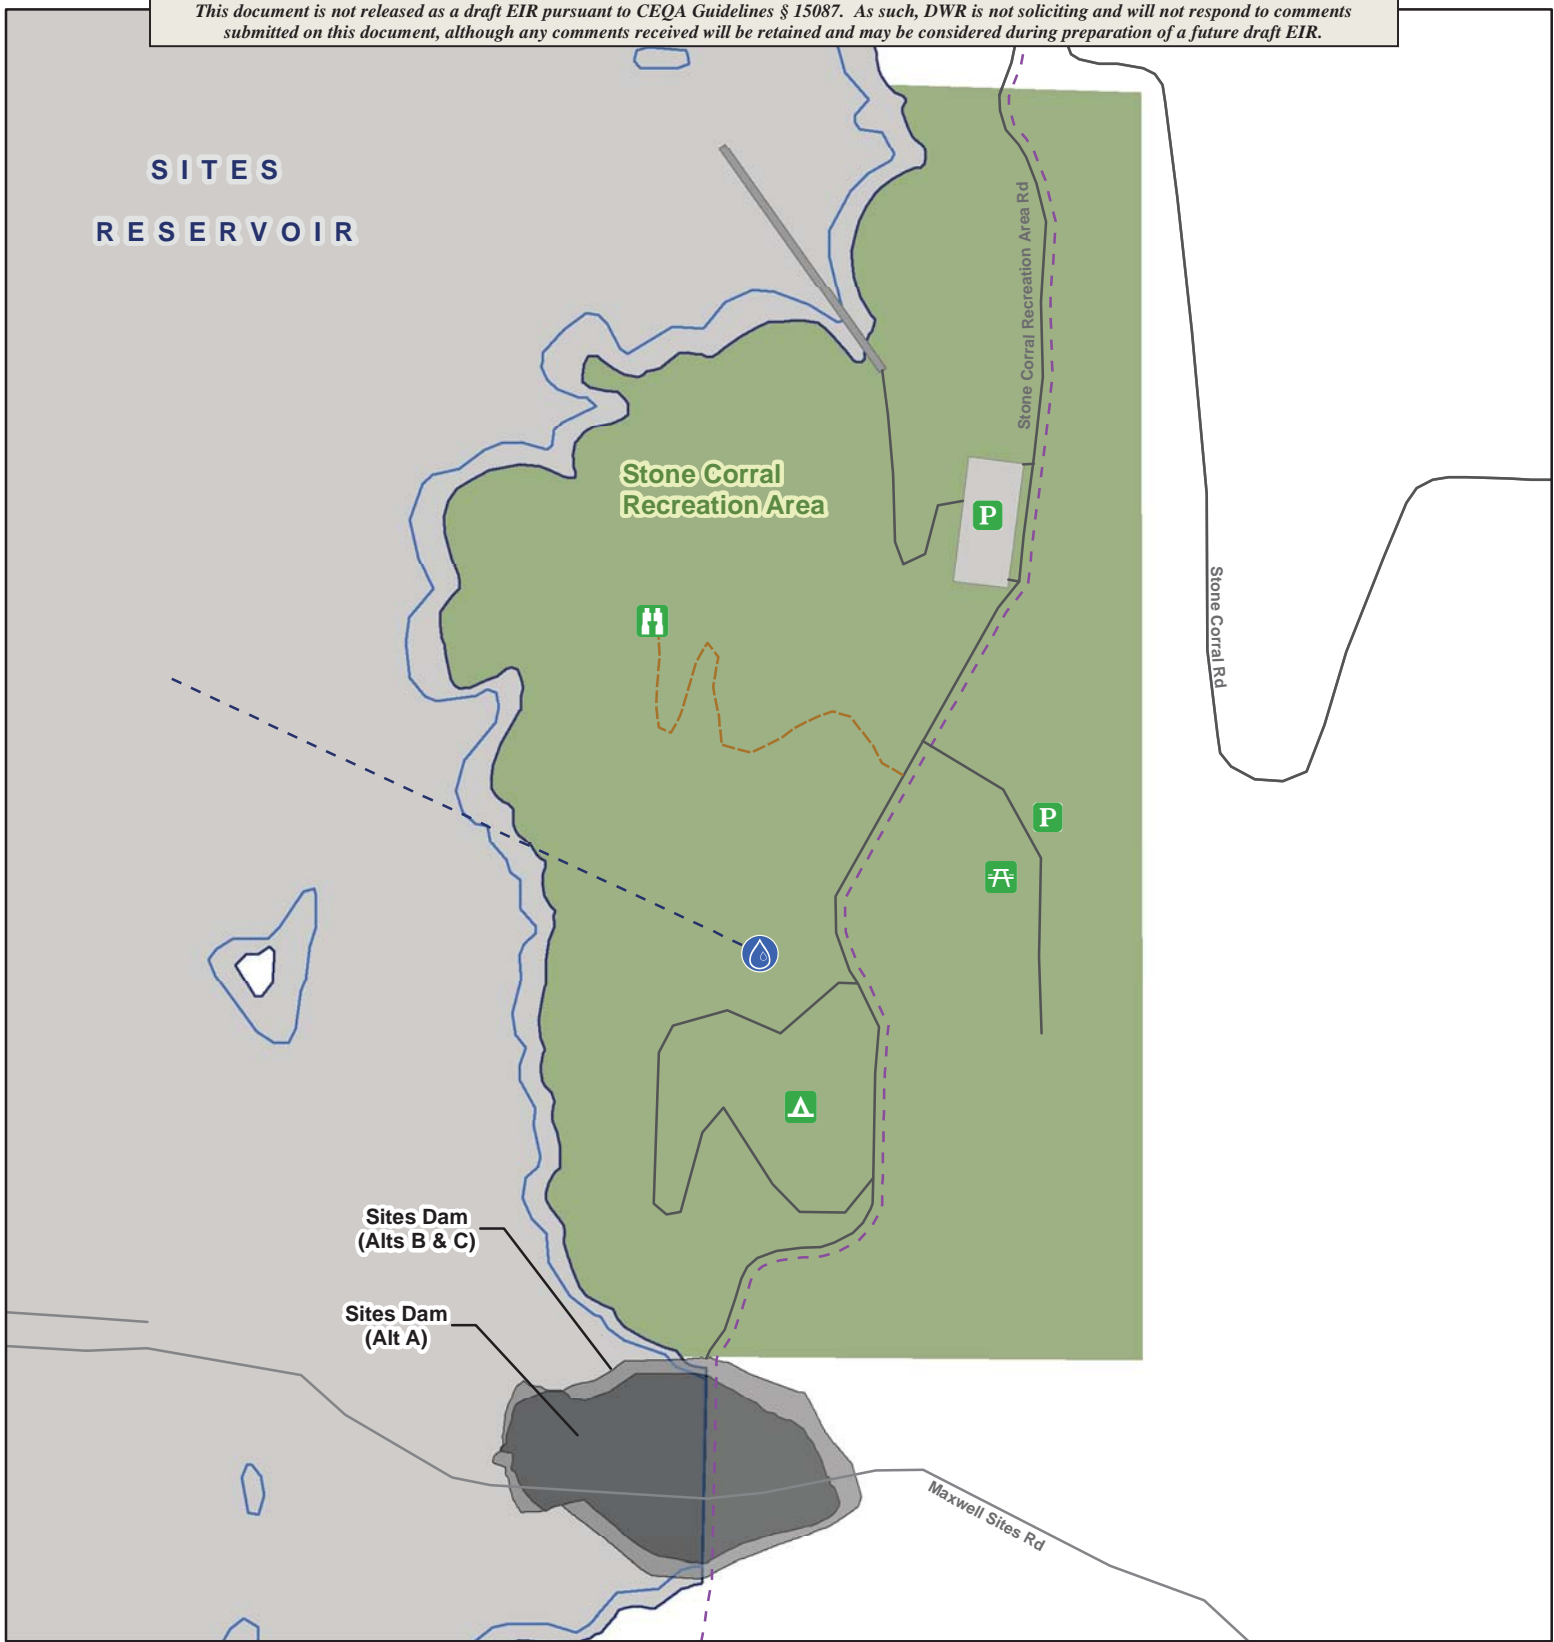 This document is not released as a draft EIR pursuant to CEQA Guidelines § 15087. As such, DWR is not soliciting and will not respond to comments
submitted on this document, although any comments received will be retained and may be considered during preparation of a future draft EIR.
SITES
RESERVOIR
Stone Corral Recreation Area Rd
Stone Corral
Recreation Area
P
Stone Corral Rd
P
Sites Dam
(Alts B & C)
Sites Dam
(Alt A)
Maxwell Sites Rd